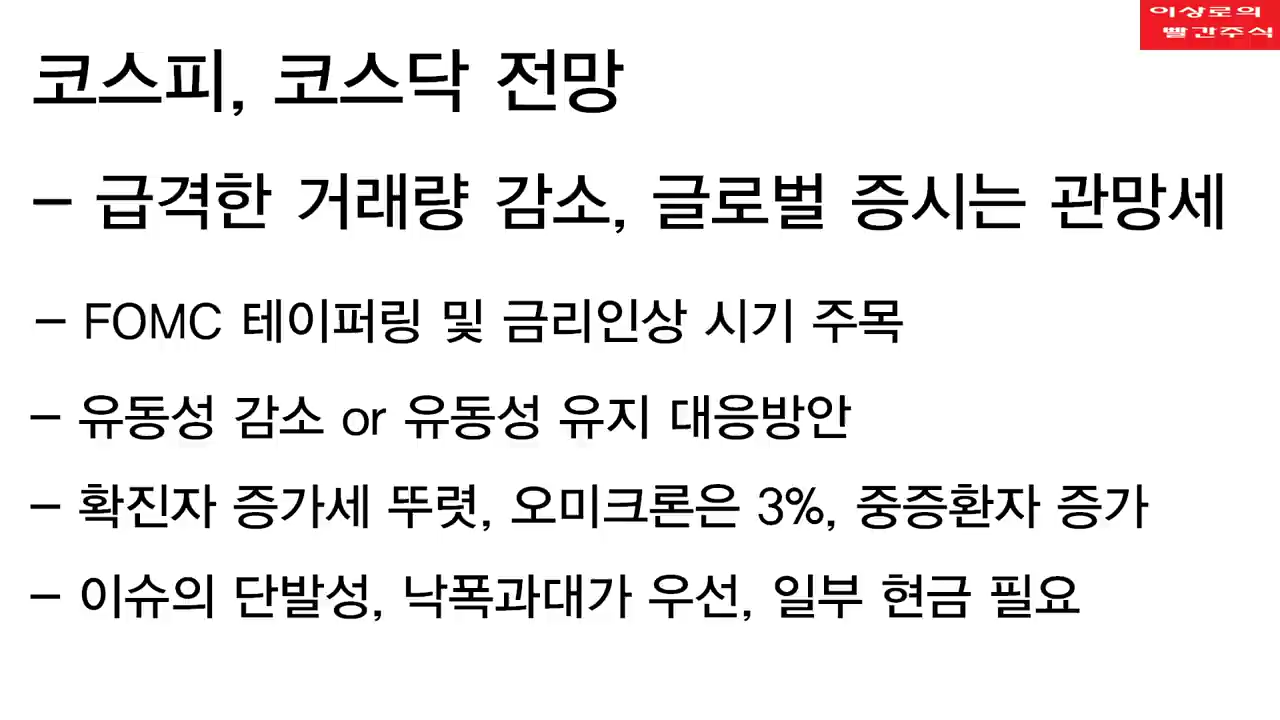 이상로의
빨간주식
코스피, 코스닥 전망
– 급격한 거래량 감소, 글로벌 증시는 관망세
– FOMC 테이퍼링 및 금리인상 시기 주목
– 유동성 감소 or 유동성 유지 대응방안
– 확진자 증가세 뚜렷, 오미크론은 3%, 중증환자 증가
– 이슈의 단발성, 낙폭과대가 우선, 일부 현금 필요